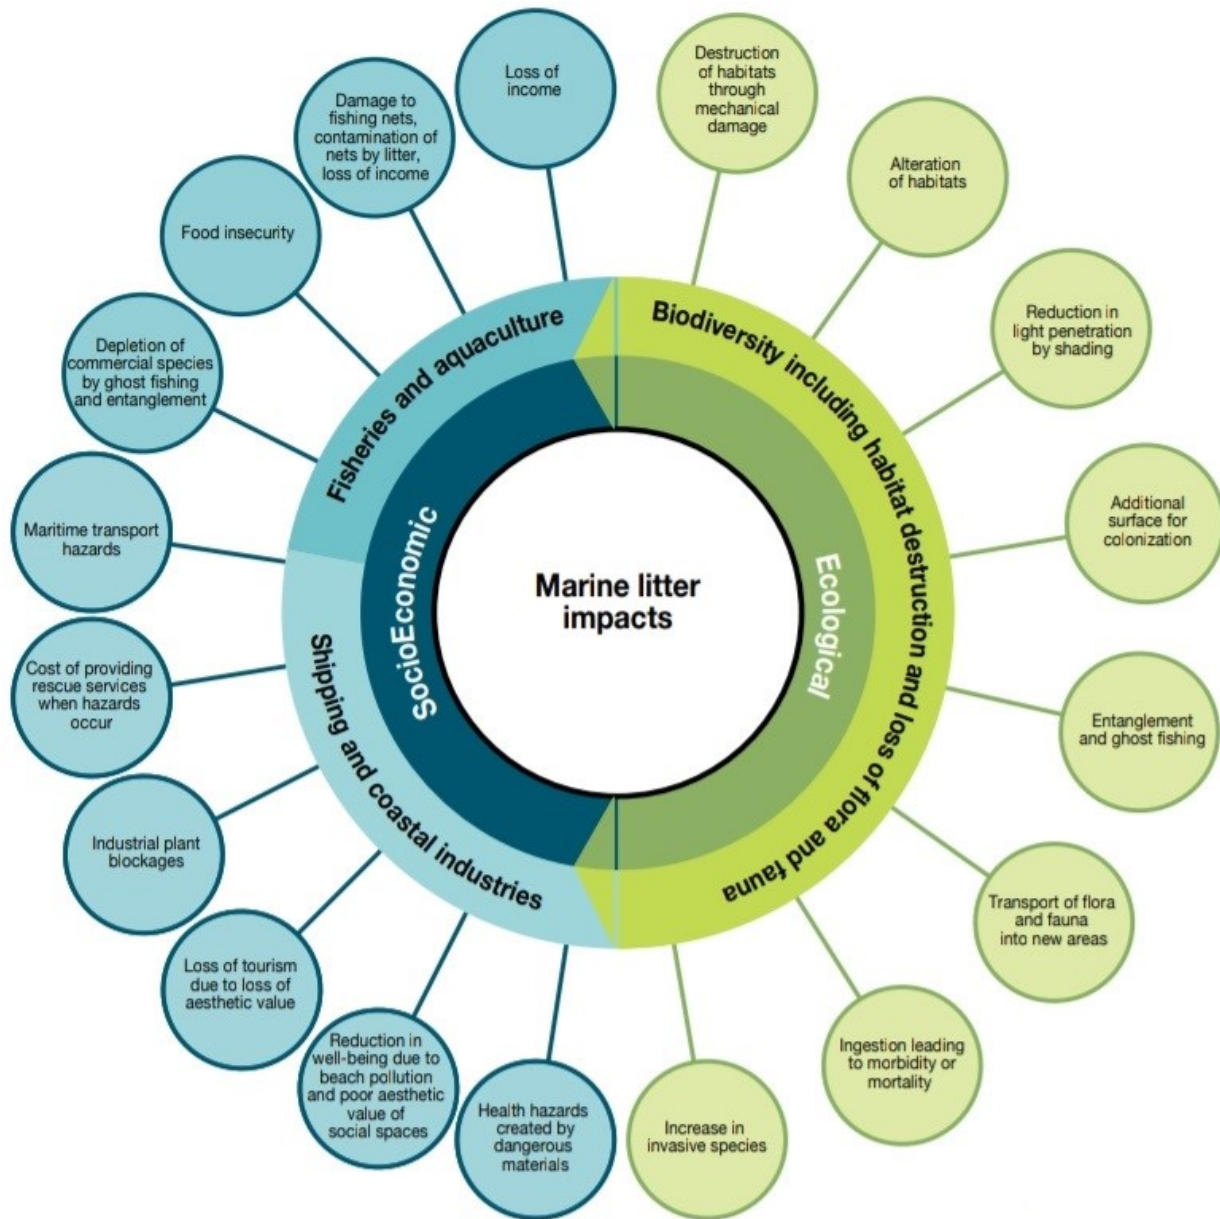 Marine litter
impacts
SocioEconomic
Ecological
Fisheries and aquaculture
Shipping and coastal industries
Biodiversity including habitat destruction and loss of flora and fauna
Loss of
income
Damage to
fishing nets,
contamination of
nets by litter,
loss of income
Food insecurity
Depletion of
commercial species
by ghost fishing
and entanglement
Maritime transport
hazards
Cost of providing
rescue services
when hazards
occur
Industrial plant
blockages
Loss of tourism
due to loss of
aesthetic value
Reduction in
well-being due to
beach pollution
and poor aesthetic
value of
social spaces
Health hazards
created by
dangerous
materials
Destruction
of habitats
through
mechanical
damage
Alteration
of habitats
Reduction in
light penetration
by shading
Additional
surface for
colonization
Entanglement
and ghost fishing
Transport of flora
and fauna
into new areas
Ingestion leading
to morbidity or
mortality
Increase in
invasive species